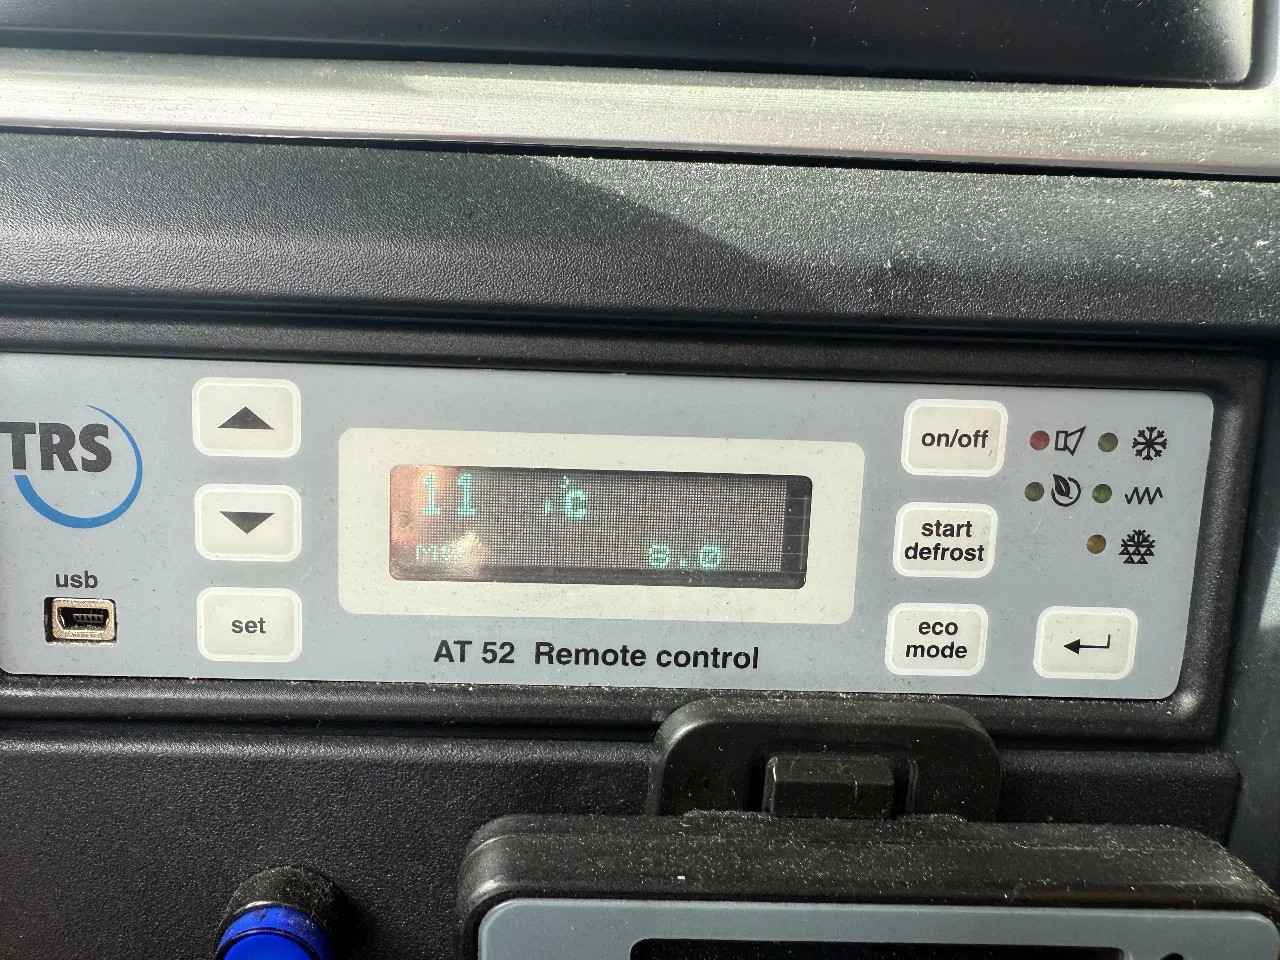 TRS
usb
set
11 °C
8.0
AT 52 Remote control
on/off
start
defrost
eco
mode